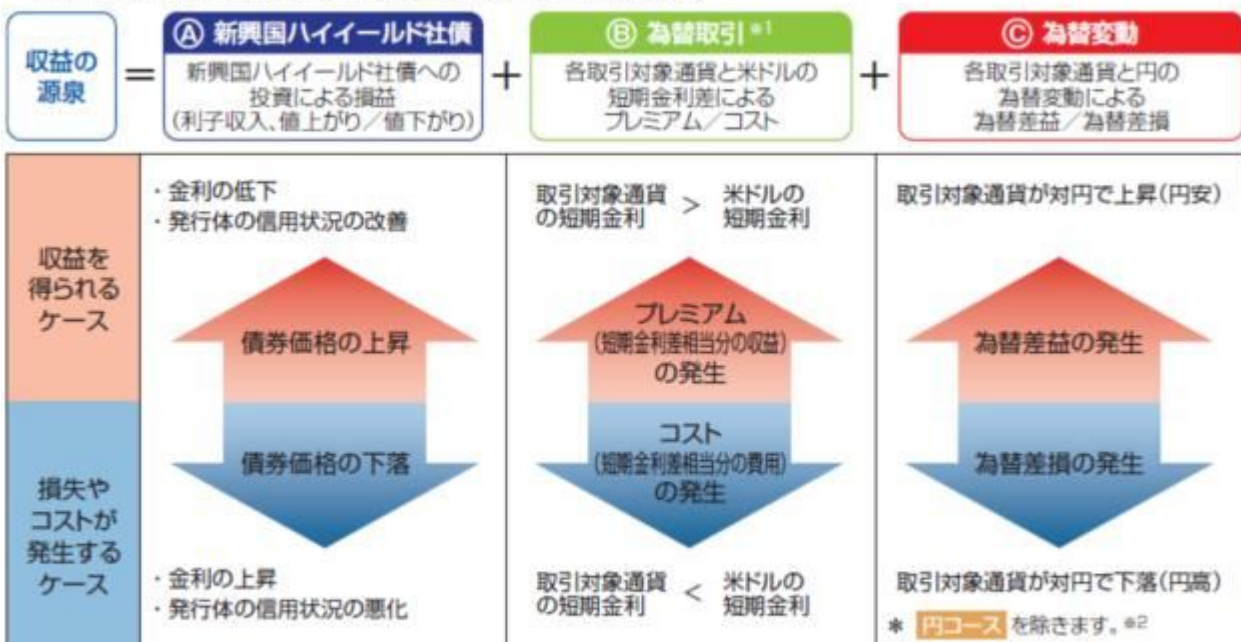 収益の
源泉
=
Ⓐ 新興国ハイイールド社債
新興国ハイイールド社債への
投資による損益
(利子収入、値上がり/値下がり)
+
Ⓑ 為替取引※1
各取引対象通貨と米ドルの
短期金利差による
プレミアム/コスト
+
Ⓒ 為替変動
各取引対象通貨と円の
為替変動による
為替差益/為替差損
収益を
得られる
ケース
・金利の低下
・発行体の信用状況の改善
債券価格の上昇
取引対象通貨
の短期金利
>
米ドルの
短期金利
プレミアム
(短期金利差相当分の収益)
の発生
取引対象通貨が対円で上昇(円安)
為替差益の発生
損失や
コストが
発生する
ケース
債券価格の下落
・金利の上昇
・発行体の信用状況の悪化
コスト
(短期金利差相当分の費用)
の発生
取引対象通貨
の短期金利
<
米ドルの
短期金利
為替差損の発生
取引対象通貨が対円で下落(円高)
* 円コース を除きます。※2